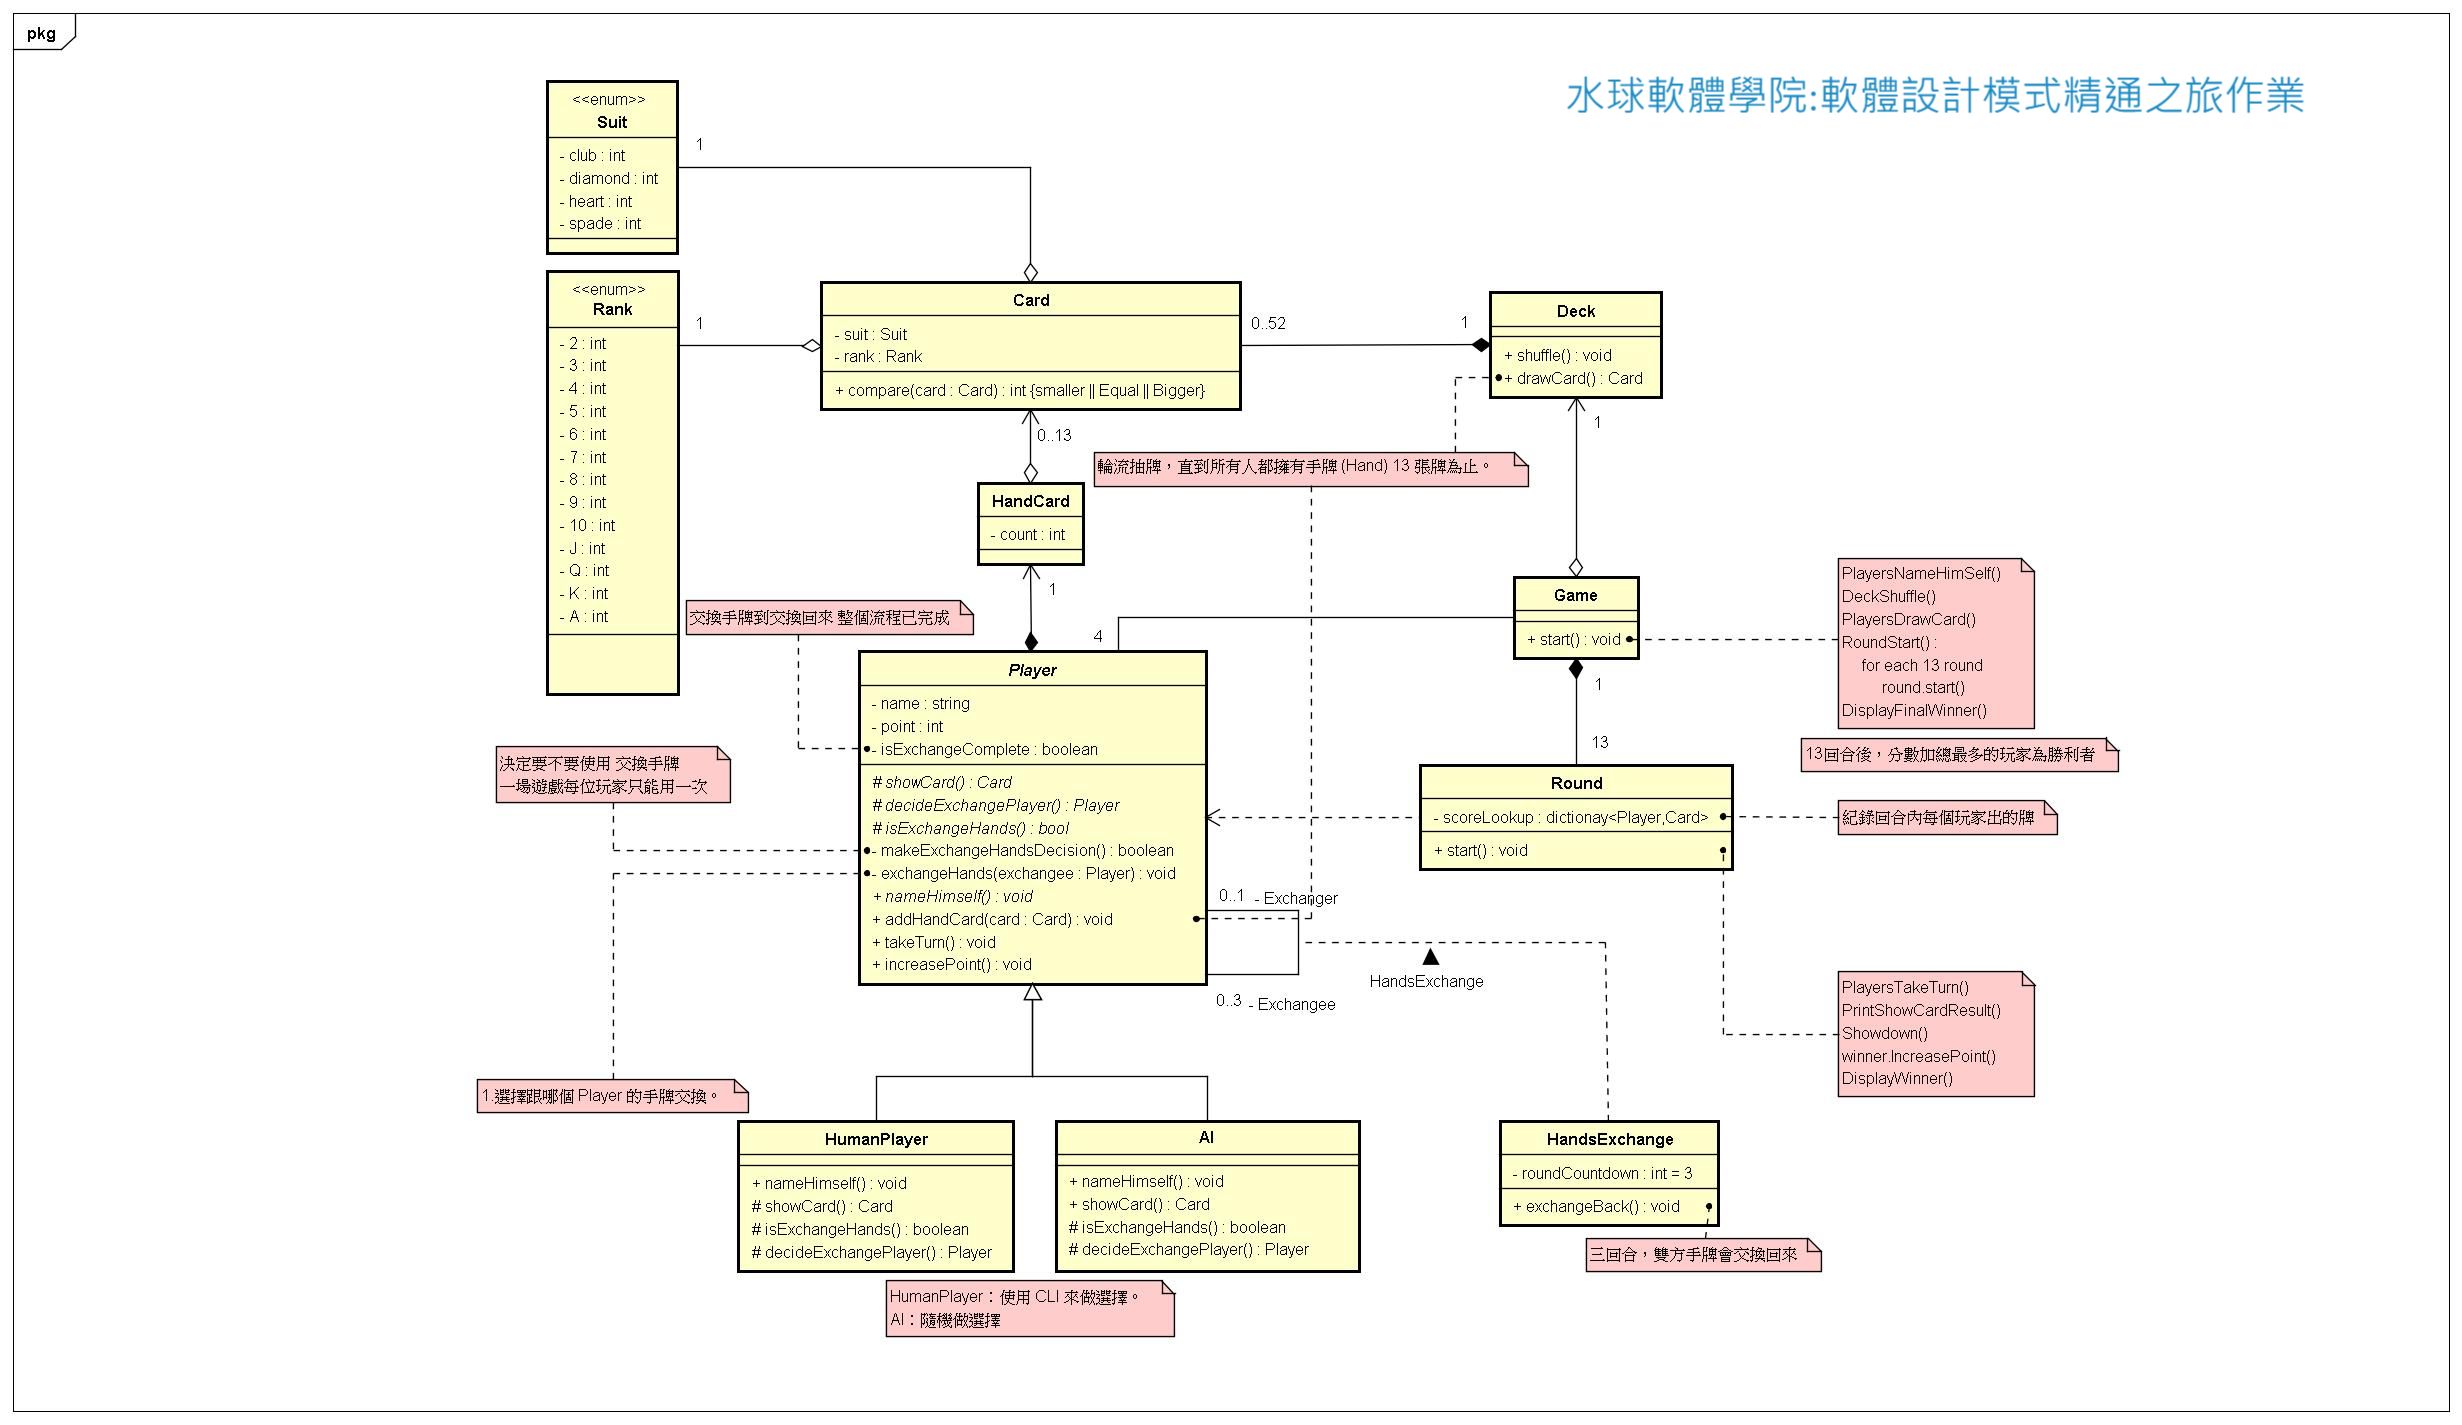 pkg
水球軟體學院:軟體設計模式精通之旅作業
<<enum>>
Suit
- club : int
- diamond : int
- heart : int
- spade : int
1
<<enum>>
Rank
- 2 : int
- 3 : int
- 4 : int
- 5 : int
- 6 : int
- 7 : int
- 8 : int
- 9 : int
- 10 : int
- J : int
- Q : int
- K : int
- A : int
1
Card
- suit : Suit
- rank : Rank
+ compare(card : Card) : int {smaller || Equal || Bigger}
0..52
1
Deck
+ shuffle() : void
+ drawCard() : Card
1
0..13
輪流抽牌，直到所有人都擁有手牌 (Hand) 13 張牌為止。
HandCard
- count : int
1
交換手牌到交換回來 整個流程已完成
4
Game
+ start() : void
1
13
PlayersNameHimSelf()
DeckShuffle()
PlayersDrawCard()
RoundStart() :
for each 13 round
round.start()
DisplayFinalWinner()
13回合後，分數加總最多的玩家為勝利者
Player
- name : string
- point : int
- isExchangeComplete : boolean
# showCard() : Card
# decideExchangePlayer() : Player
# isExchangeHands() : bool
- makeExchangeHandsDecision() : boolean
- exchangeHands(exchangee : Player) : void
+ nameHimself() : void
+ addHandCard(card : Card) : void
+ takeTurn() : void
+ increasePoint() : void
決定要不要使用 交換手牌
一場遊戲每位玩家只能用一次
Round
- scoreLookup : dictionay<Player,Card>
+ start() : void
紀錄回合內每個玩家出的牌
0..1 - Exchanger
0..3 - Exchangee
HandsExchange
PlayersTakeTurn()
PrintShowCardResult()
Showdown()
winner.IncreasePoint()
DisplayWinner()
1.選擇跟哪個 Player 的手牌交換。
HumanPlayer
+ nameHimself() : void
# showCard() : Card
# isExchangeHands() : boolean
# decideExchangePlayer() : Player
AI
+ nameHimself() : void
+ showCard() : Card
# isExchangeHands() : boolean
# decideExchangePlayer() : Player
HandsExchange
- roundCountdown : int = 3
+ exchangeBack() : void
三回合，雙方手牌會交換回來
HumanPlayer：使用 CLI 來做選擇。
AI：隨機做選擇